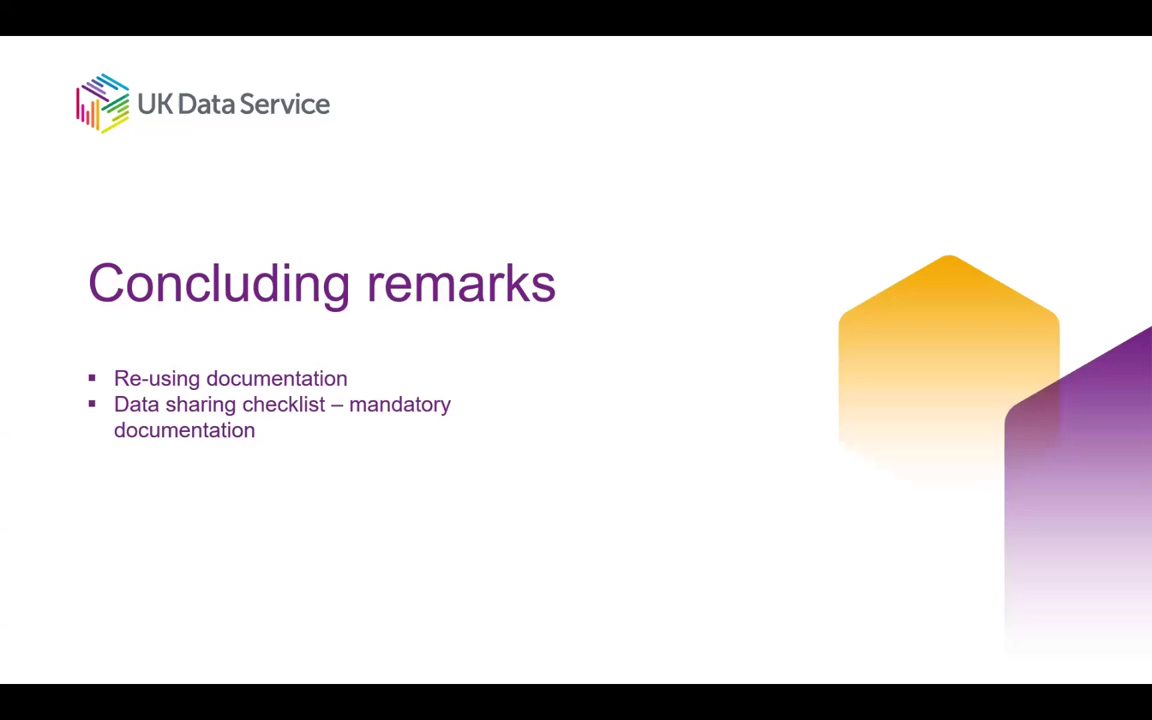 UK Data Service
Concluding remarks
▪ Re-using documentation
▪ Data sharing checklist – mandatory
documentation